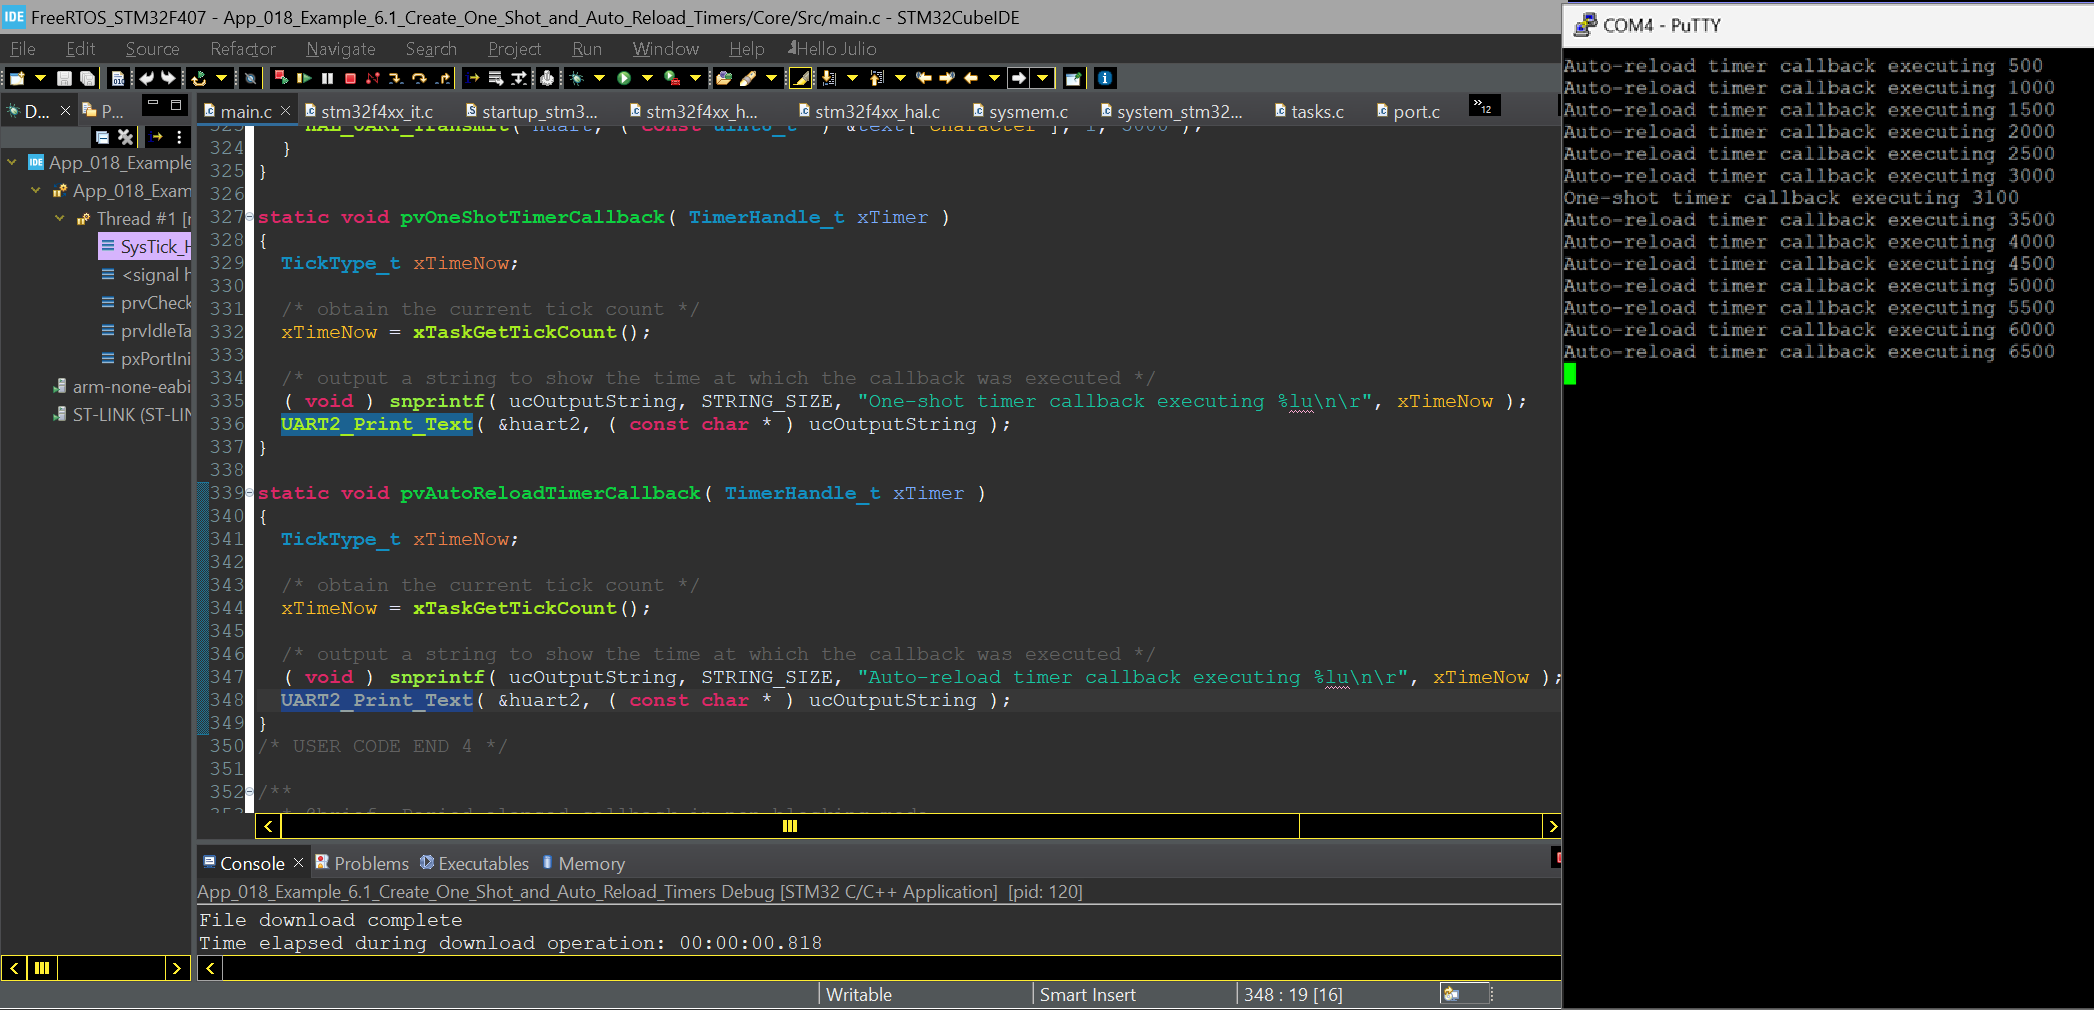 IDE FreeRTOS_STM32F407 - App_018_Example_6.1_Create_One_Shot_and_Auto_Reload_Timers/Core/Src/main.c - STM32CubeIDE
File Edit Source Refactor Navigate Search Project Run Window Help Hello Julio
D... P...
main.c stm32f4xx_it.c startup_stm3... stm32f4xx_h... stm32f4xx_hal.c sysmem.c system_stm32... tasks.c port.c »12
IDE App_018_Example
App_018_Exam
Thread #1 [
SysTick_H
<signal h
prvCheck
prvIdleTa
pxPortIni
arm-none-eabi
ST-LINK (ST-LIN
324 }
325 }
326
327 static void pvOneShotTimerCallback( TimerHandle_t xTimer )
328 {
329 TickType_t xTimeNow;
330
331 /* obtain the current tick count */
332 xTimeNow = xTaskGetTickCount();
333
334 /* output a string to show the time at which the callback was executed */
335 ( void ) snprintf( ucOutputString, STRING_SIZE, "One-shot timer callback executing %lu\n\r", xTimeNow );
336 UART2_Print_Text( &huart2, ( const char * ) ucOutputString );
337 }
338
339 static void pvAutoReloadTimerCallback( TimerHandle_t xTimer )
340 {
341 TickType_t xTimeNow;
342
343 /* obtain the current tick count */
344 xTimeNow = xTaskGetTickCount();
345
346 /* output a string to show the time at which the callback was executed */
347 ( void ) snprintf( ucOutputString, STRING_SIZE, "Auto-reload timer callback executing %lu\n\r", xTimeNow );
348 UART2_Print_Text( &huart2, ( const char * ) ucOutputString );
349 }
350 /* USER CODE END 4 */
351
352 /**
Console Problems Executables Memory
App_018_Example_6.1_Create_One_Shot_and_Auto_Reload_Timers Debug [STM32 C/C++ Application] [pid: 120]
File download complete
Time elapsed during download operation: 00:00:00.818
Writable Smart Insert 348 : 19 [16]
COM4 - PuTTY
Auto-reload timer callback executing 500
Auto-reload timer callback executing 1000
Auto-reload timer callback executing 1500
Auto-reload timer callback executing 2000
Auto-reload timer callback executing 2500
Auto-reload timer callback executing 3000
One-shot timer callback executing 3100
Auto-reload timer callback executing 3500
Auto-reload timer callback executing 4000
Auto-reload timer callback executing 4500
Auto-reload timer callback executing 5000
Auto-reload timer callback executing 5500
Auto-reload timer callback executing 6000
Auto-reload timer callback executing 6500